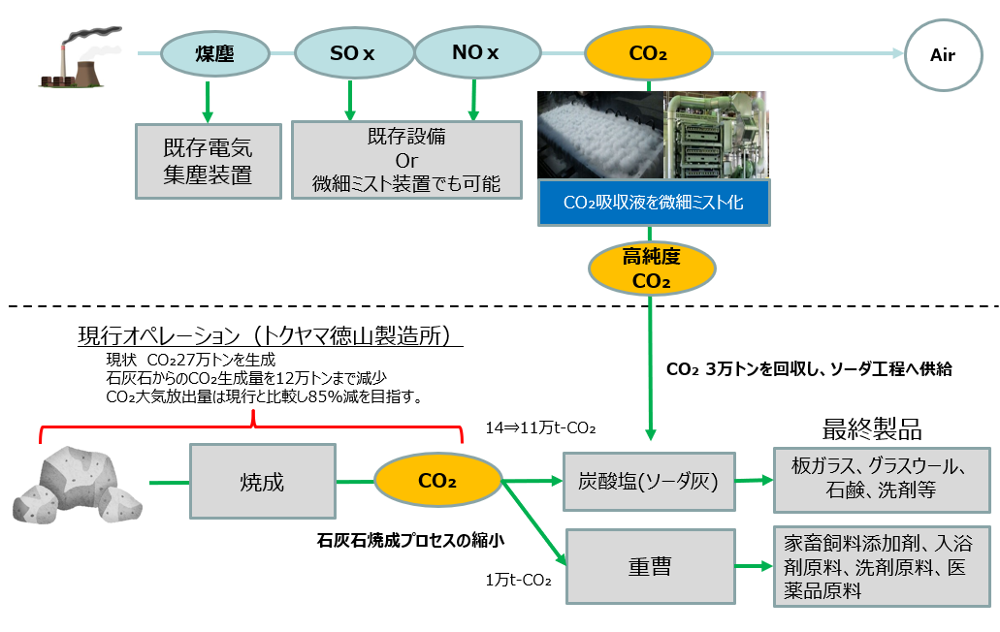 煤塵
SOx
NOx
CO₂
Air
既存電気
集塵装置
既存設備
Or
微細ミスト装置でも可能
CO₂吸収液を微細ミスト化
高純度
CO₂
現行オペレーション（トクヤマ徳山製造所）
現状　CO₂27万トンを生成
石灰石からのCO₂生成量を12万トンまで減少
CO₂大気放出量は現行と比較し85%減を目指す。
CO₂ 3万トンを回収し、ソーダ工程へ供給
14⇒11万t-CO₂
最終製品
焼成
CO₂
炭酸塩(ソーダ灰)
板ガラス、グラスウール、
石鹸、洗剤等
石灰石焼成プロセスの縮小
1万t-CO₂
重曹
家畜飼料添加剤、入浴
剤原料、洗剤原料、医
薬品原料